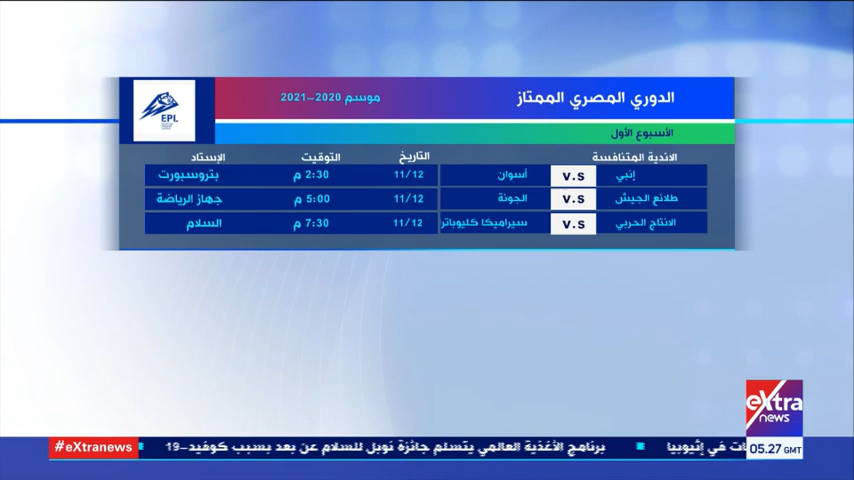 الدوري المصري الممتاز موسم 2020–2021
EPL
الأسبوع الأول
الاندية المتنافسة التاريخ التوقيت الإستاد
إنبي V.S أسوان 11/12 2:30 م بتروسبورت
طلائع الجيش V.S الجونة 11/12 5:00 م جهاز الرياضة
الانتاج الحربي V.S سيراميكا كليوباتر 11/12 7:30 م السلام
eXtra
news
05.27 GMT
ات في إثيوبيا برنامج الأغذية العالمي يتسلم جائزة نوبل للسلام عن بعد بسبب كوفيد-19
#eXtranews